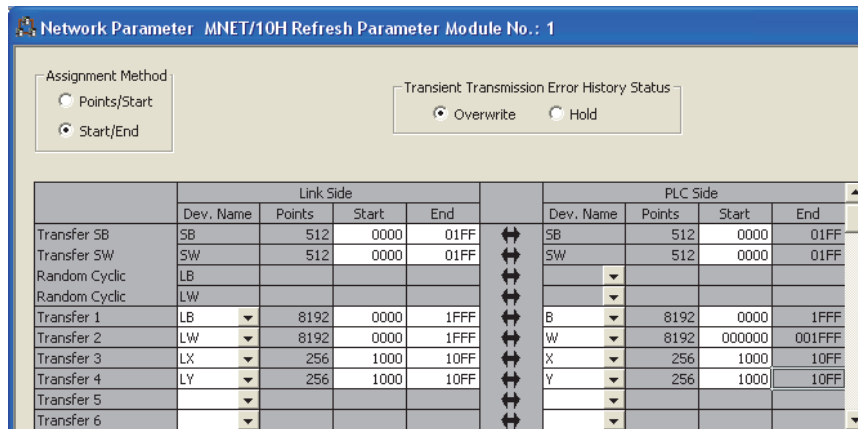 Network Parameter MNET/10H Refresh Parameter Module No.: 1
Assignment Method
Points/Start
Start/End
Transient Transmission Error History Status
Overwrite Hold
Link Side PLC Side
Dev. Name Points Start End Dev. Name Points Start End
Transfer SB SB 512 0000 01FF SB 512 0000 01FF
Transfer SW SW 512 0000 01FF SW 512 0000 01FF
Random Cyclic LB
Random Cyclic LW
Transfer 1 LB 8192 0000 1FFF B 8192 0000 1FFF
Transfer 2 LW 8192 0000 1FFF W 8192 000000 001FFF
Transfer 3 LX 256 1000 10FF X 256 1000 10FF
Transfer 4 LY 256 1000 10FF Y 256 1000 10FF
Transfer 5
Transfer 6